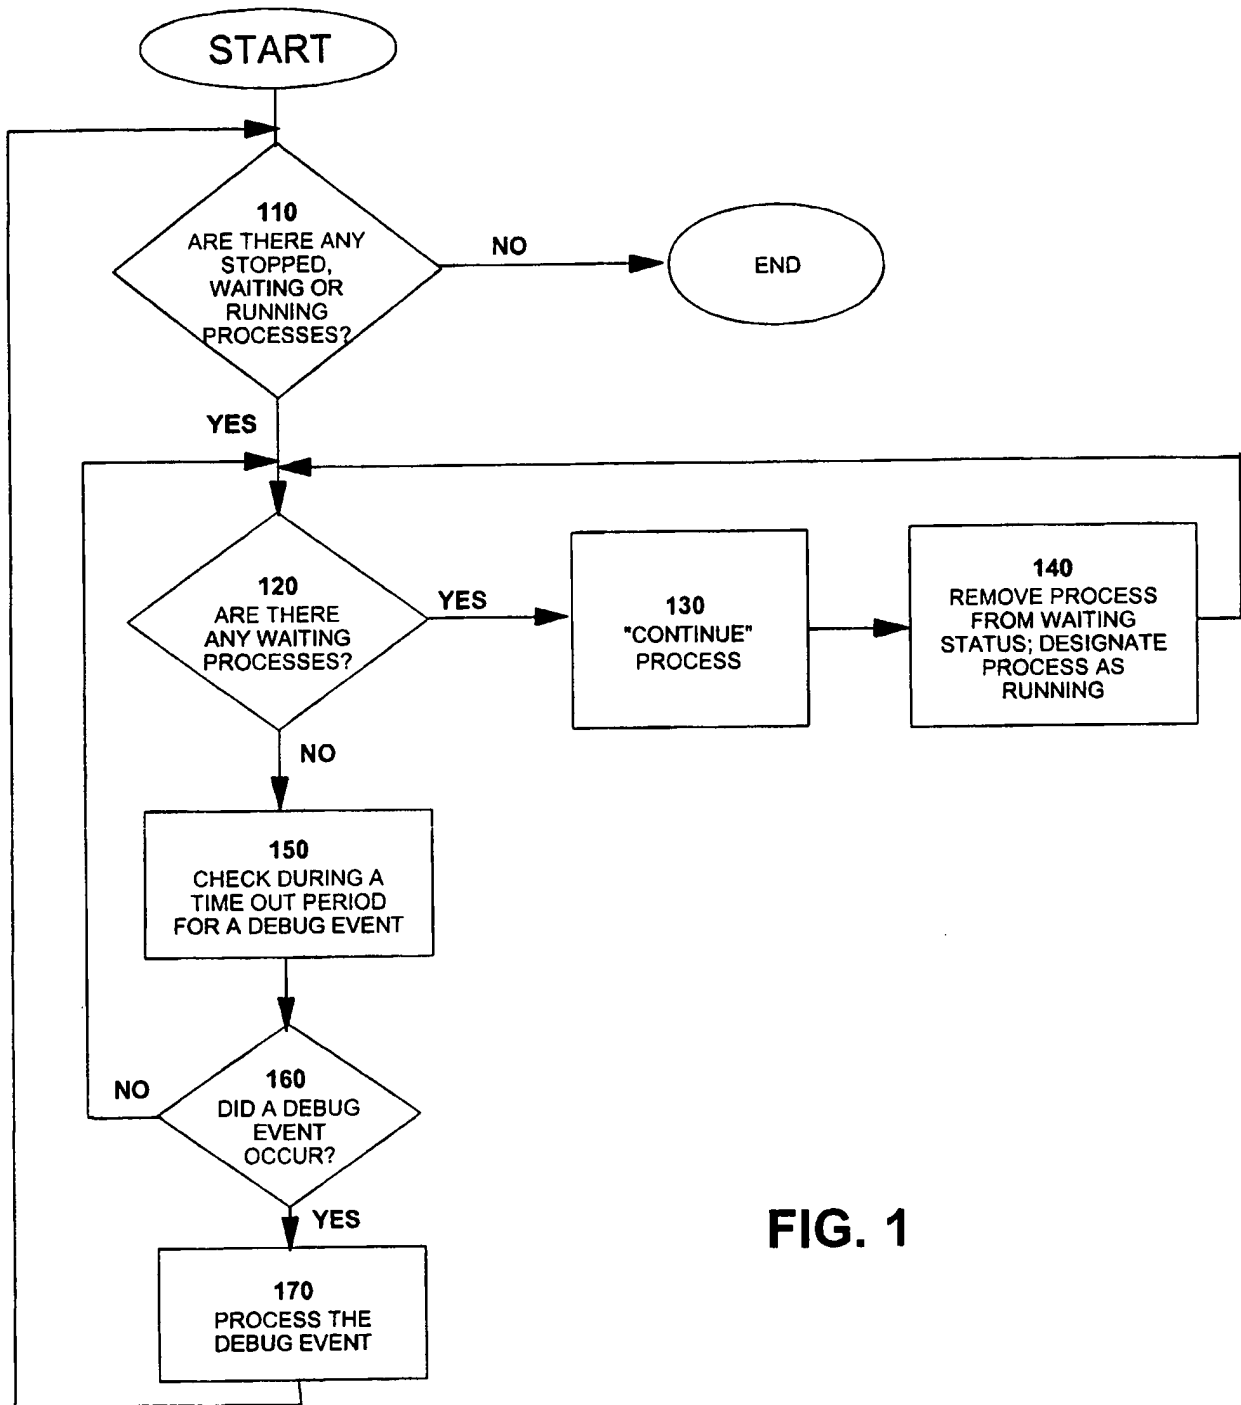 START
110
ARE THERE ANY
STOPPED,
WAITING OR
RUNNING
PROCESSES?
NO
END
YES
120
ARE THERE
ANY WAITING
PROCESSES?
YES
130
"CONTINUE"
PROCESS
140
REMOVE PROCESS
FROM WAITING
STATUS; DESIGNATE
PROCESS AS
RUNNING
NO
150
CHECK DURING A
TIME OUT PERIOD
FOR A DEBUG EVENT
NO
160
DID A DEBUG
EVENT
OCCUR?
YES
170
PROCESS THE
DEBUG EVENT
FIG. 1